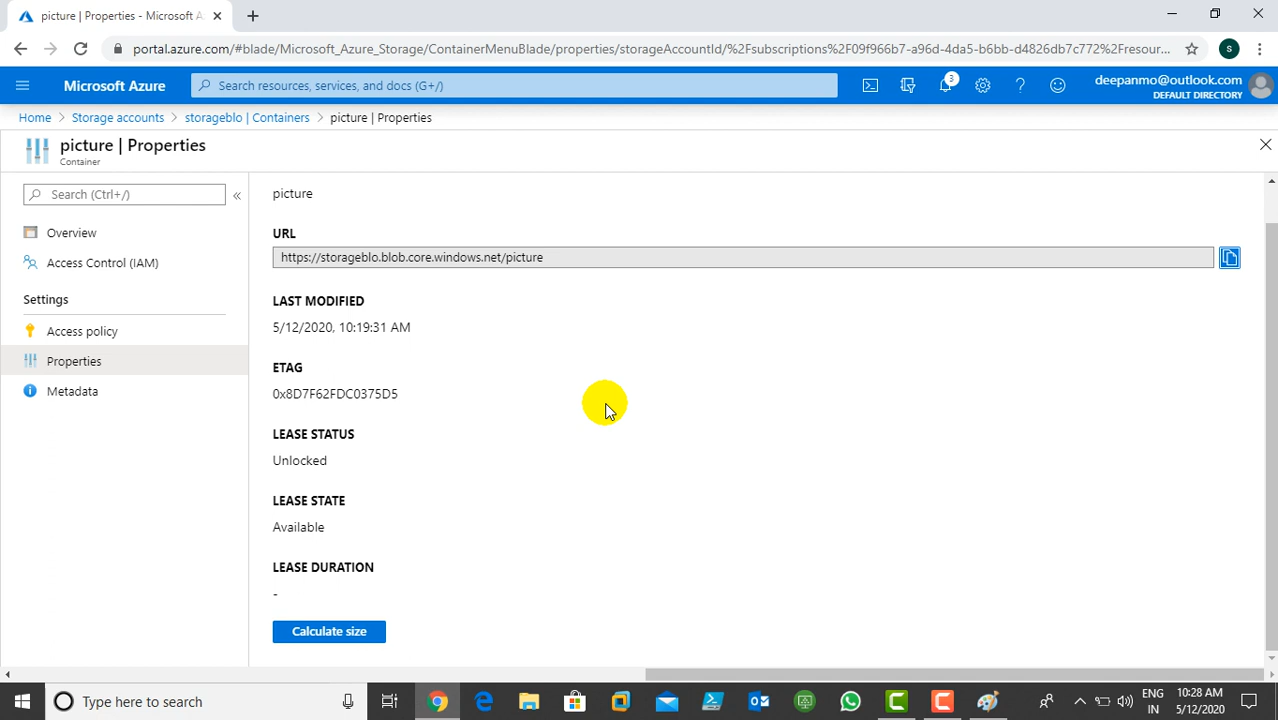 picture | Properties - Microsoft A
portal.azure.com/#blade/Microsoft_Azure_Storage/ContainerMenuBlade/properties/storageAccountId/%2Fsubscriptions%2F09f966b7-a96d-4da5-b6bb-d4826db7c772%2Fresour...
S
Microsoft Azure
Search resources, services, and docs (G+/)
3
deepanmo@outlook.com
DEFAULT DIRECTORY
Home > Storage accounts > storageblo | Containers > picture | Properties
picture | Properties
Container
Search (Ctrl+/)
«
Overview
Access Control (IAM)
Settings
Access policy
Properties
Metadata
picture
URL
https://storageblo.blob.core.windows.net/picture
LAST MODIFIED
5/12/2020, 10:19:31 AM
ETAG
0x8D7F62FDC0375D5
LEASE STATUS
Unlocked
LEASE STATE
Available
LEASE DURATION
-
Calculate size
Type here to search
ENG
IN
10:28 AM
5/12/2020